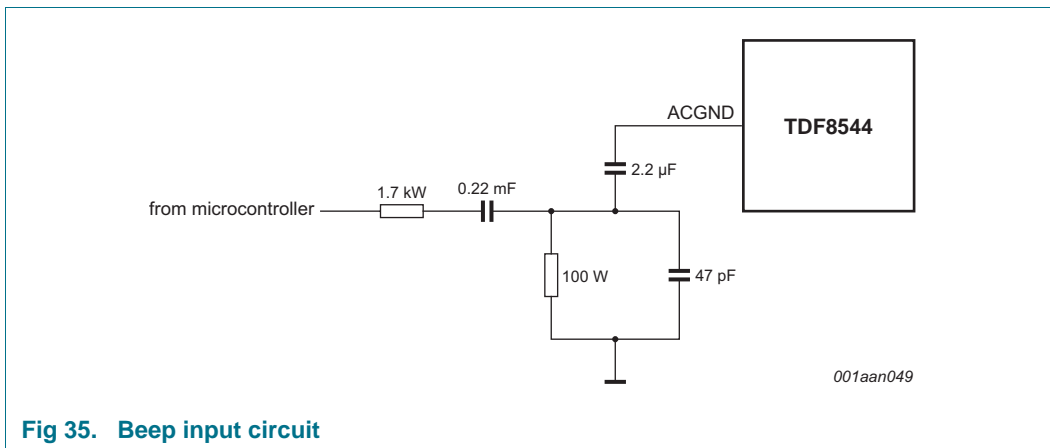 ACGND
TDF8544
2.2 μF
1.7 kW
0.22 mF
from microcontroller
100 W
47 pF
001aan049
Fig 35. Beep input circuit